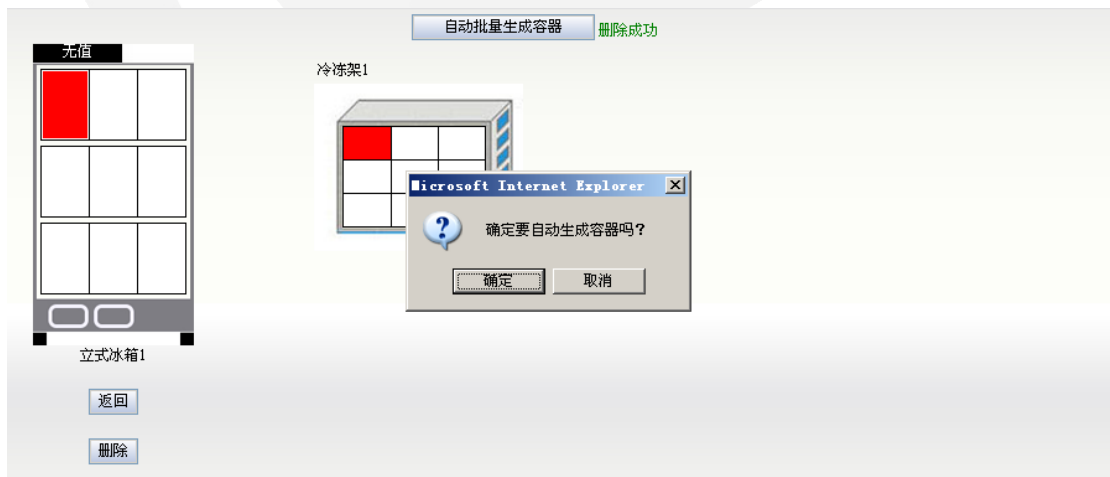 自动批量生成容器 删除成功
无值
冷冻架1
Microsoft Internet Explorer
确定要自动生成容器吗?
确定 取消
立式冰箱1
返回
删除